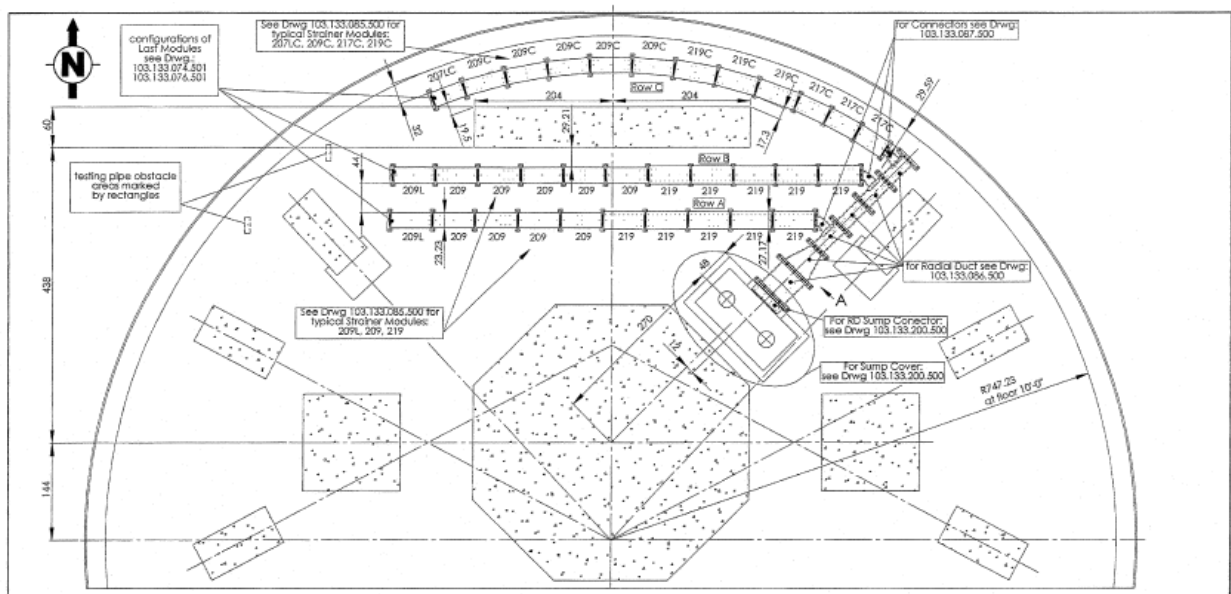 N
configurations of
Last Modules
see Drwg.:
103.133.074.501
103.133.076.501
See Drwg 103.133.085.500 for
typical Strainer Modules:
207LC, 209C, 217C, 219C
for Connectors see Drwg:
103.133.087.500
207LC 209C 209C 209C 209C 219C 219C 219C 217C 217C
Row C
204 204
29.59
60
32
19.5
29.21
17.3
testing pipe obstacle
areas marked
by rectangles
44
Row B
209L 209 209 209 209 209 219 219 219 219 219
Row A
209L 209 209 209 209 219 219 219 219 219
23.23
27.17
438
48
for Radial Duct see Drwg:
103.133.086.500
A
See Drwg 103.133.085.500 for
typical Strainer Modules:
209L, 209, 219
270
12
For RD Sump Conector:
see Drwg 103.133.200.500
For Sump Cover:
see Drwg 103.133.200.500
R747.23
at floor 10'-0"
144